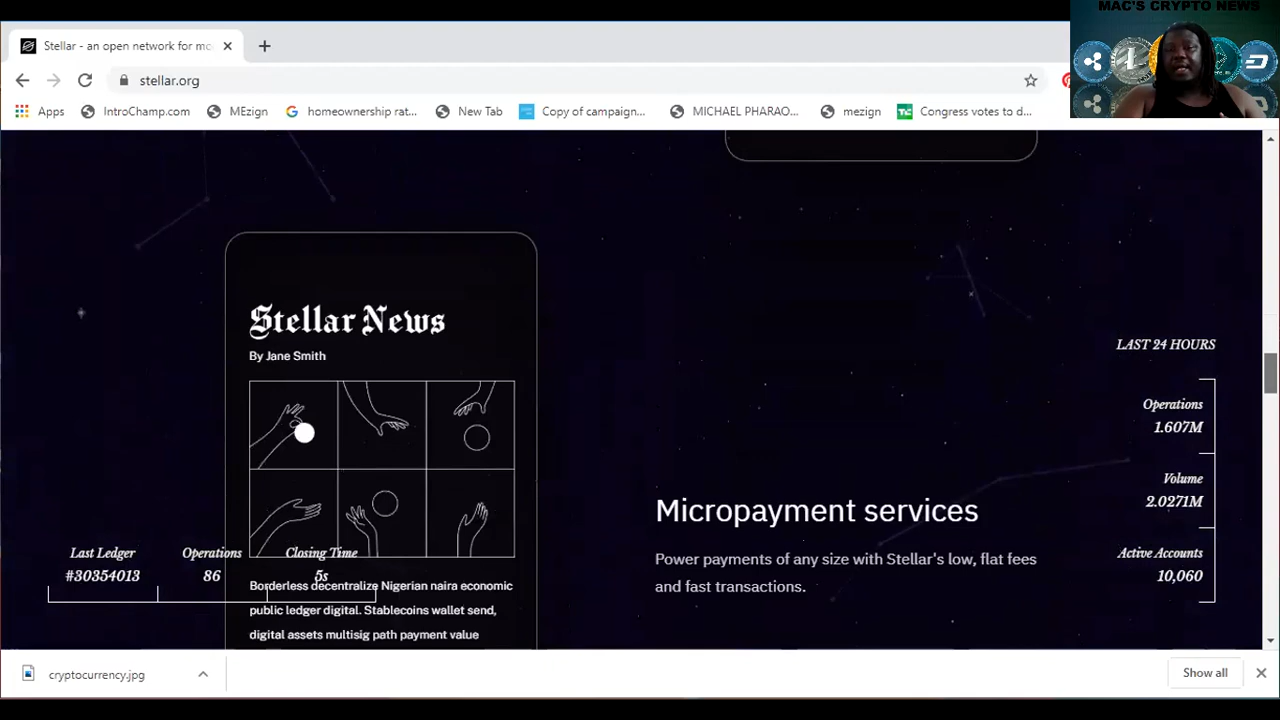 MAC'S CRYPTO NEWS
Stellar - an open network for mo
stellar.org
Apps
IntroChamp.com
MEzign
homeownership rat...
New Tab
Copy of campaign...
MICHAEL PHARAO...
mezign
Congress votes to d...
Stellar News
By Jane Smith
LAST 24 HOURS
Operations
1.607M
Volume
2.0271M
Active Accounts
10,060
Micropayment services
Power payments of any size with Stellar's low, flat fees
and fast transactions.
Last Ledger
#30354013
Operations
86
Closing Time
5s
Borderless decentralize Nigerian naira economic
public ledger digital. Stablecoins wallet send,
digital assets multisig path payment value
cryptocurrency.jpg
Show all